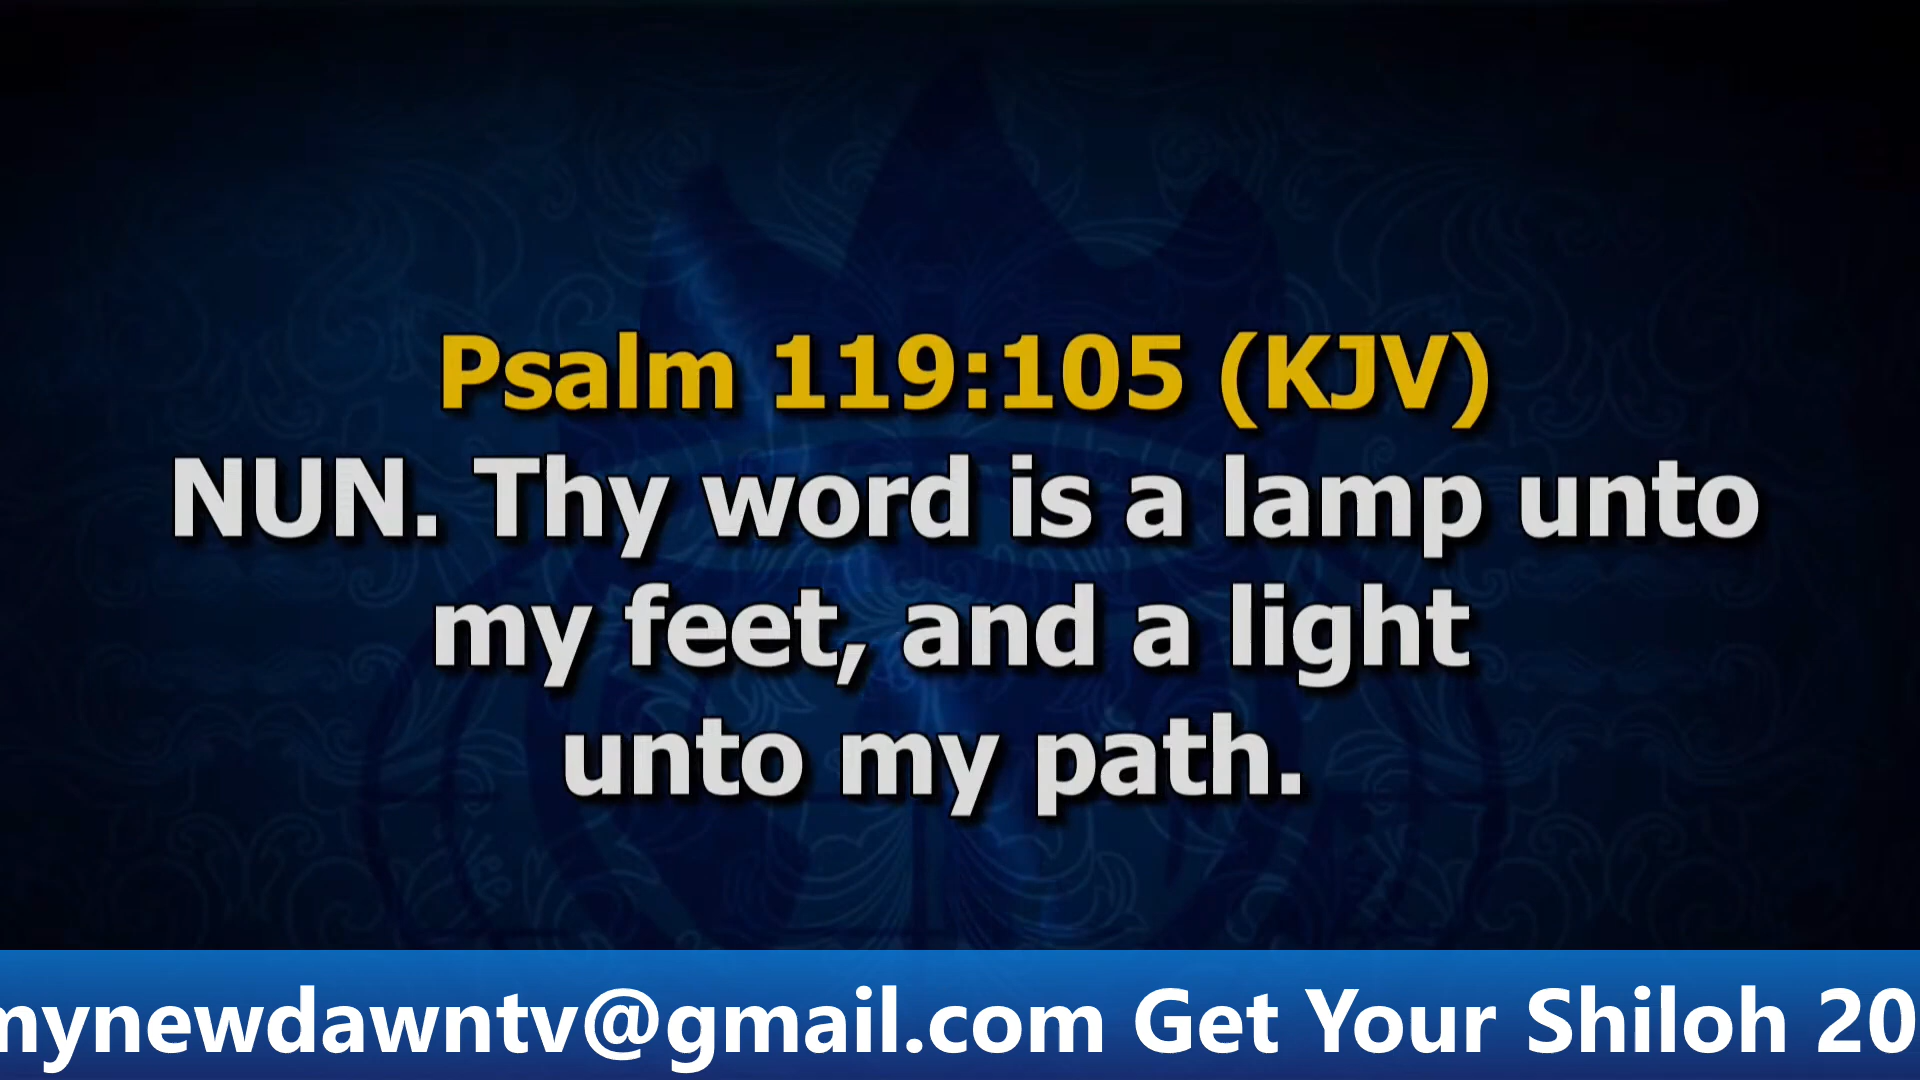 Psalm 119:105 (KJV)
NUN. Thy word is a lamp unto
my feet, and a light
unto my path.
mynewdawntv@gmail.com Get Your Shiloh 20